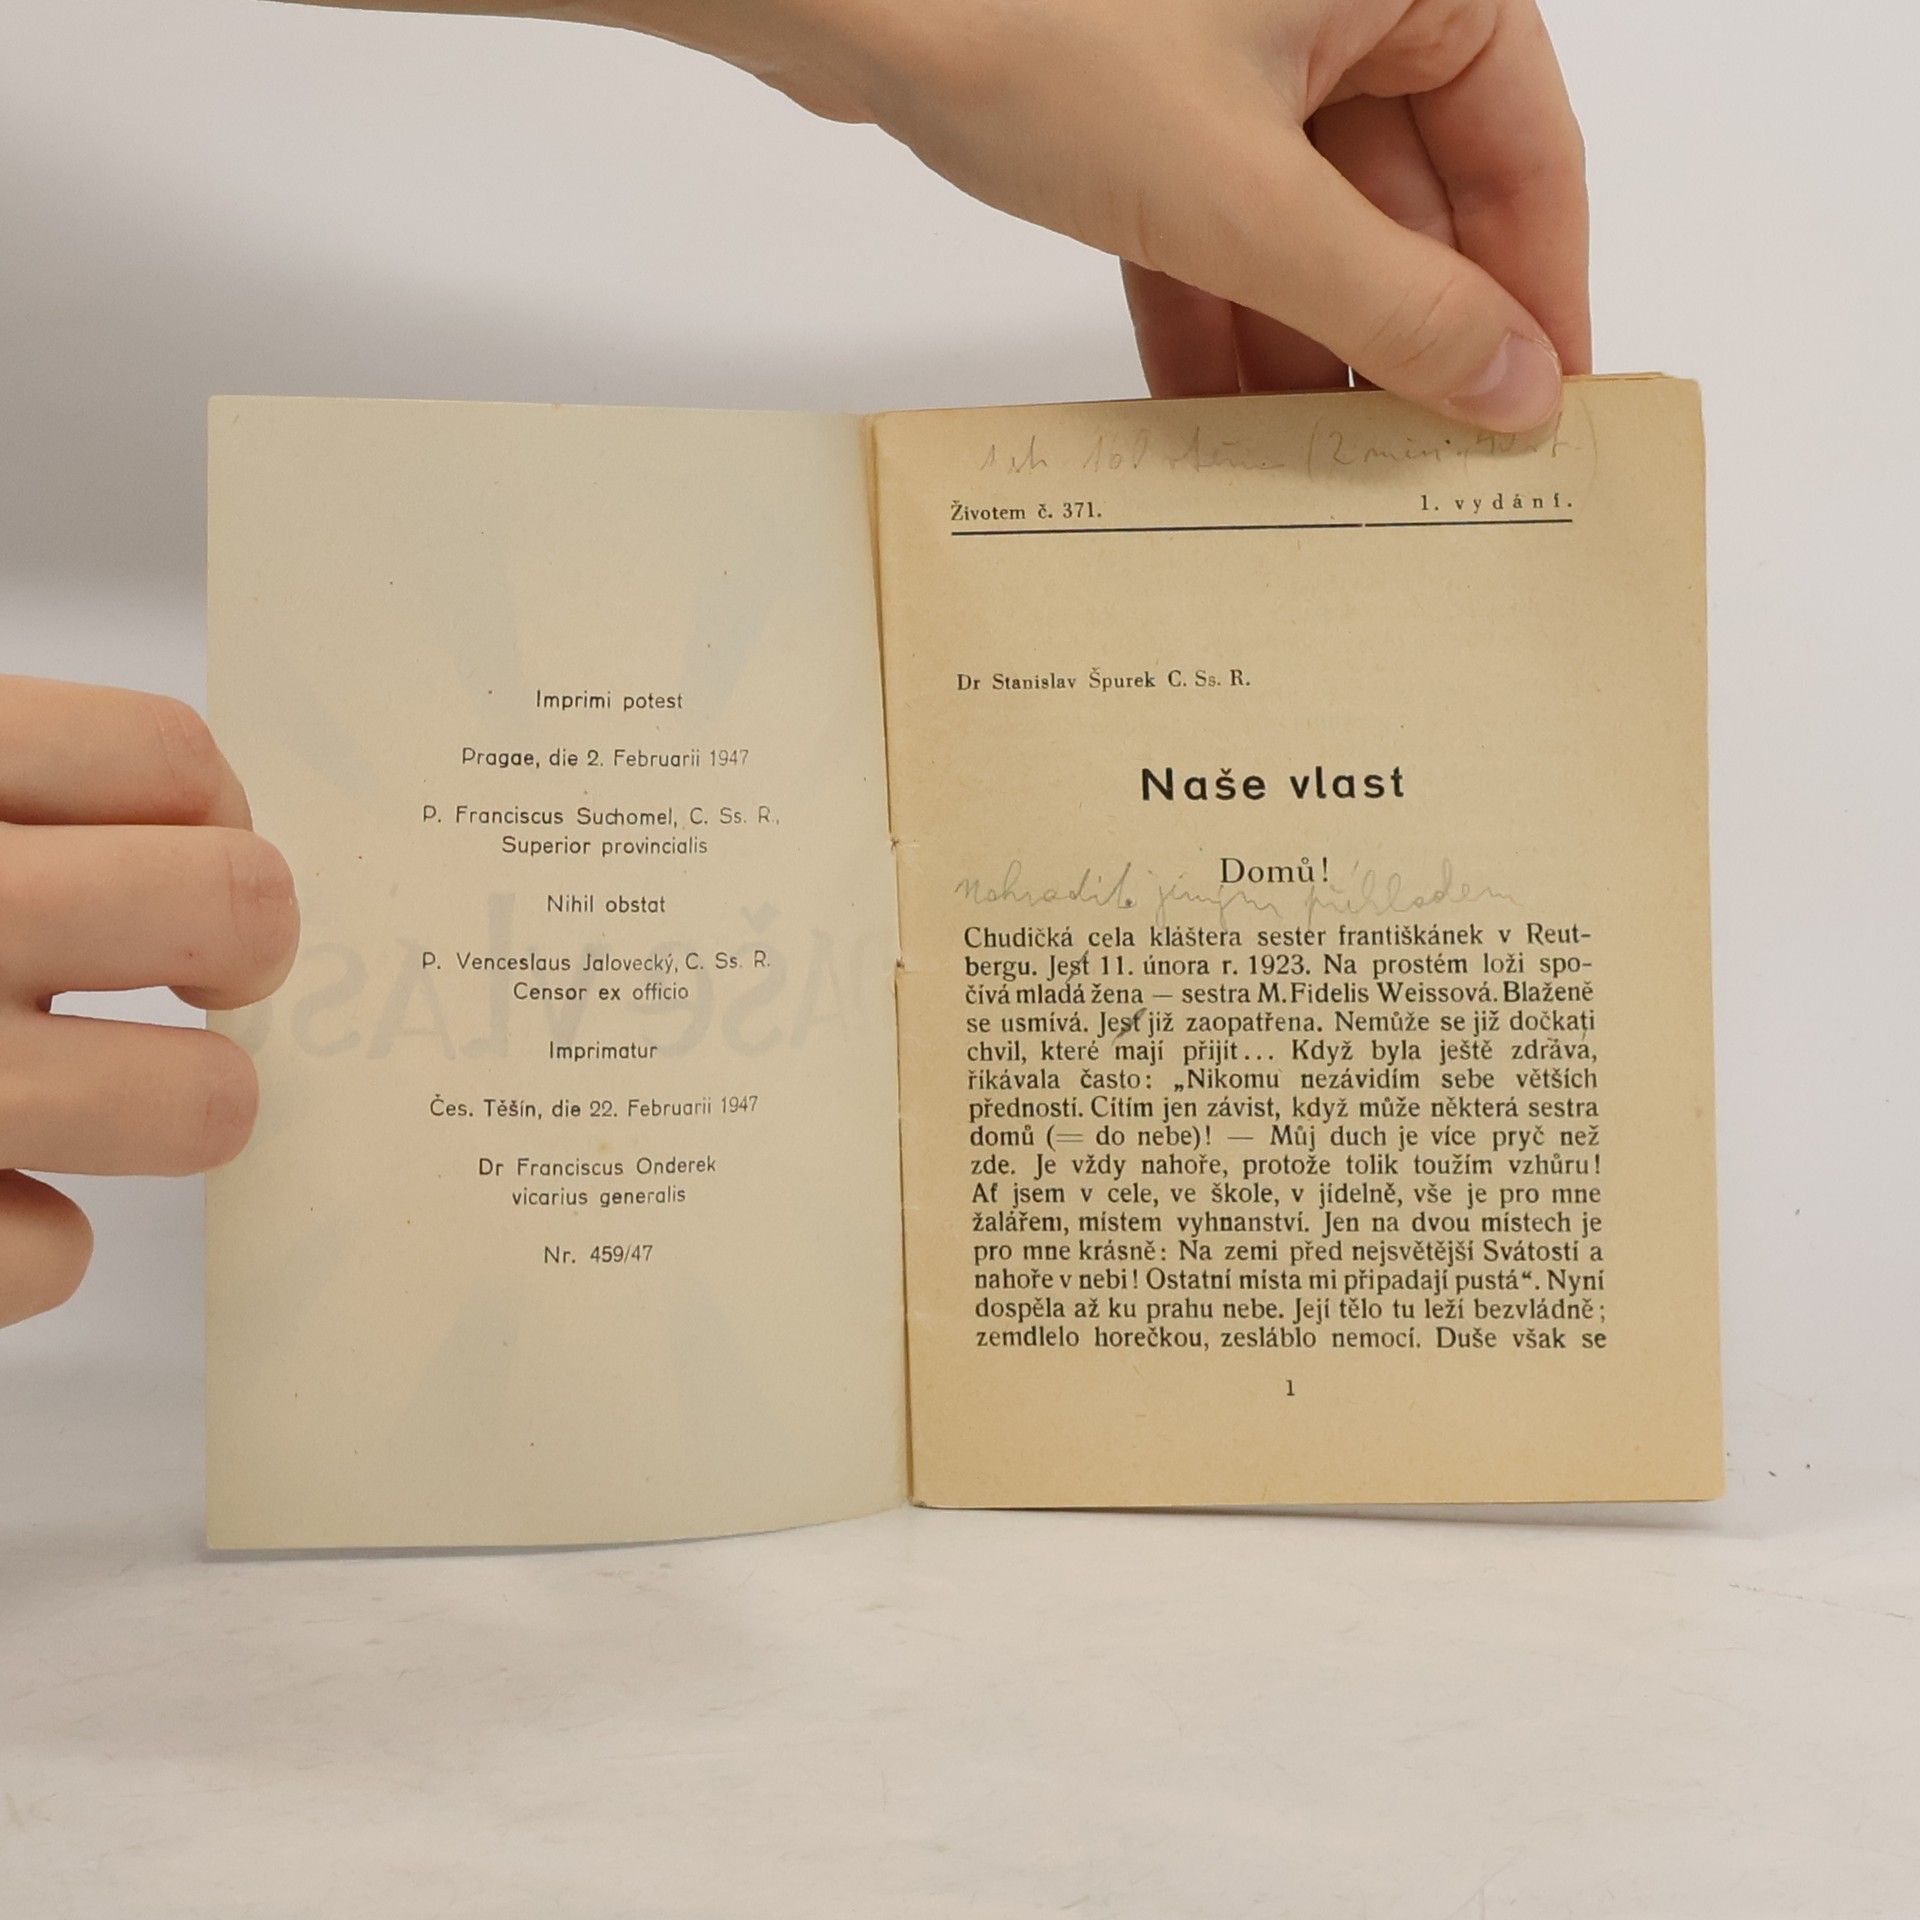 Imprimi potest
Pragae, die 2. Februarii 1947
P. Franciscus Suchomel, C. Ss. R.,
Superior provincialis
Nihil obstat
P. Venceslaus Jalovecký, C. Ss. R.
Censor ex officio
Imprimatur
Čes. Těšín, die 22. Februarii 1947
Dr Franciscus Onderek
vicarius generalis
Nr. 459/47
Životem č. 371.
1. vydání.
Dr Stanislav Špurek C. Ss. R.
Naše vlast
Domů!
Nahradit jiným příkladem
Chudičká cela kláštera sester františkánek v Reut-
bergu. Jest 11. února r. 1923. Na prostém loži spo-
čívá mladá žena — sestra M. Fidelis Weissová. Blaženě
se usmívá. Jest již zaopatřena. Nemůže se již dočkati
chvil, které mají přijít... Když byla ještě zdráva,
říkávala často: „Nikomu nezávidím sebe větších
předností. Cítím jen závist, když může některá sestra
domů (= do nebe)! — Můj duch je více pryč než
zde. Je vždy nahoře, protože tolik toužím vzhůru!
Ať jsem v cele, ve škole, v jídelně, vše je pro mne
žalářem, místem vyhnanství. Jen na dvou místech je
pro mne krásně: Na zemi před nejsvětější Svátostí a
nahoře v nebi! Ostatní místa mi připadají pustá“. Nyní
dospěla až ku prahu nebe. Její tělo tu leží bezvládně;
zemdlelo horečkou, zesláblo nemocí. Duše však se
1